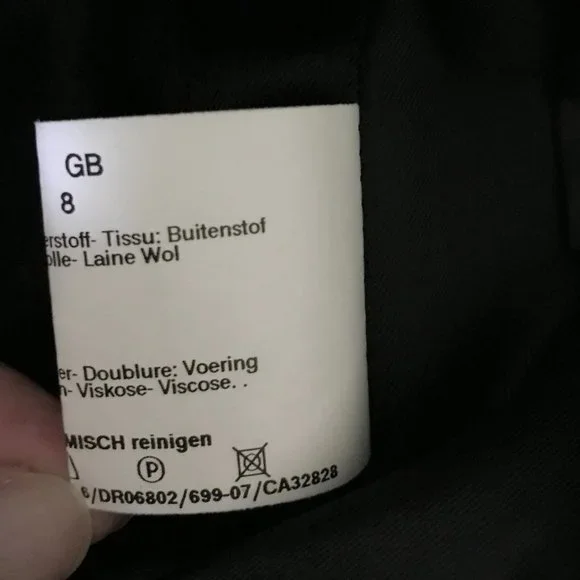 GB
8
erstoff- Tissu: Buitenstof
olle- Laine Wol
er- Doublure: Voering
n- Viskose- Viscose. .
MISCH reinigen
P
6/DR06802/699-07/CA32828